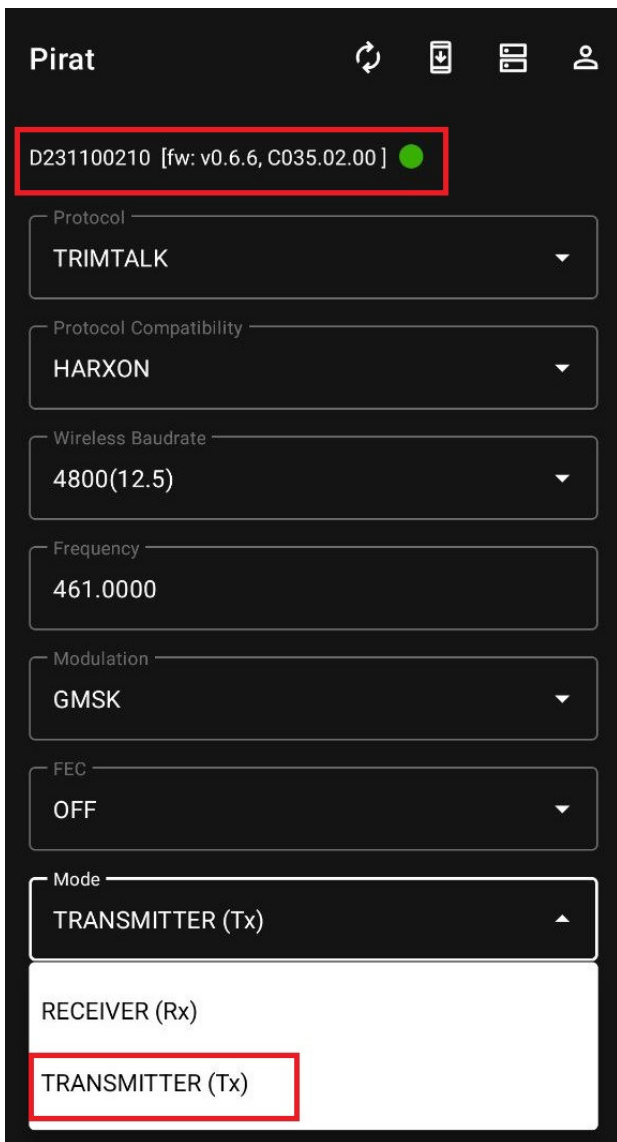 Pirat
D231100210 [fw: v0.6.6, C035.02.00 ]
Protocol
TRIMTALK
Protocol Compatibility
HARXON
Wireless Baudrate
4800(12.5)
Frequency
461.0000
Modulation
GMSK
FEC
OFF
Mode
TRANSMITTER (Tx)
RECEIVER (Rx)
TRANSMITTER (Tx)